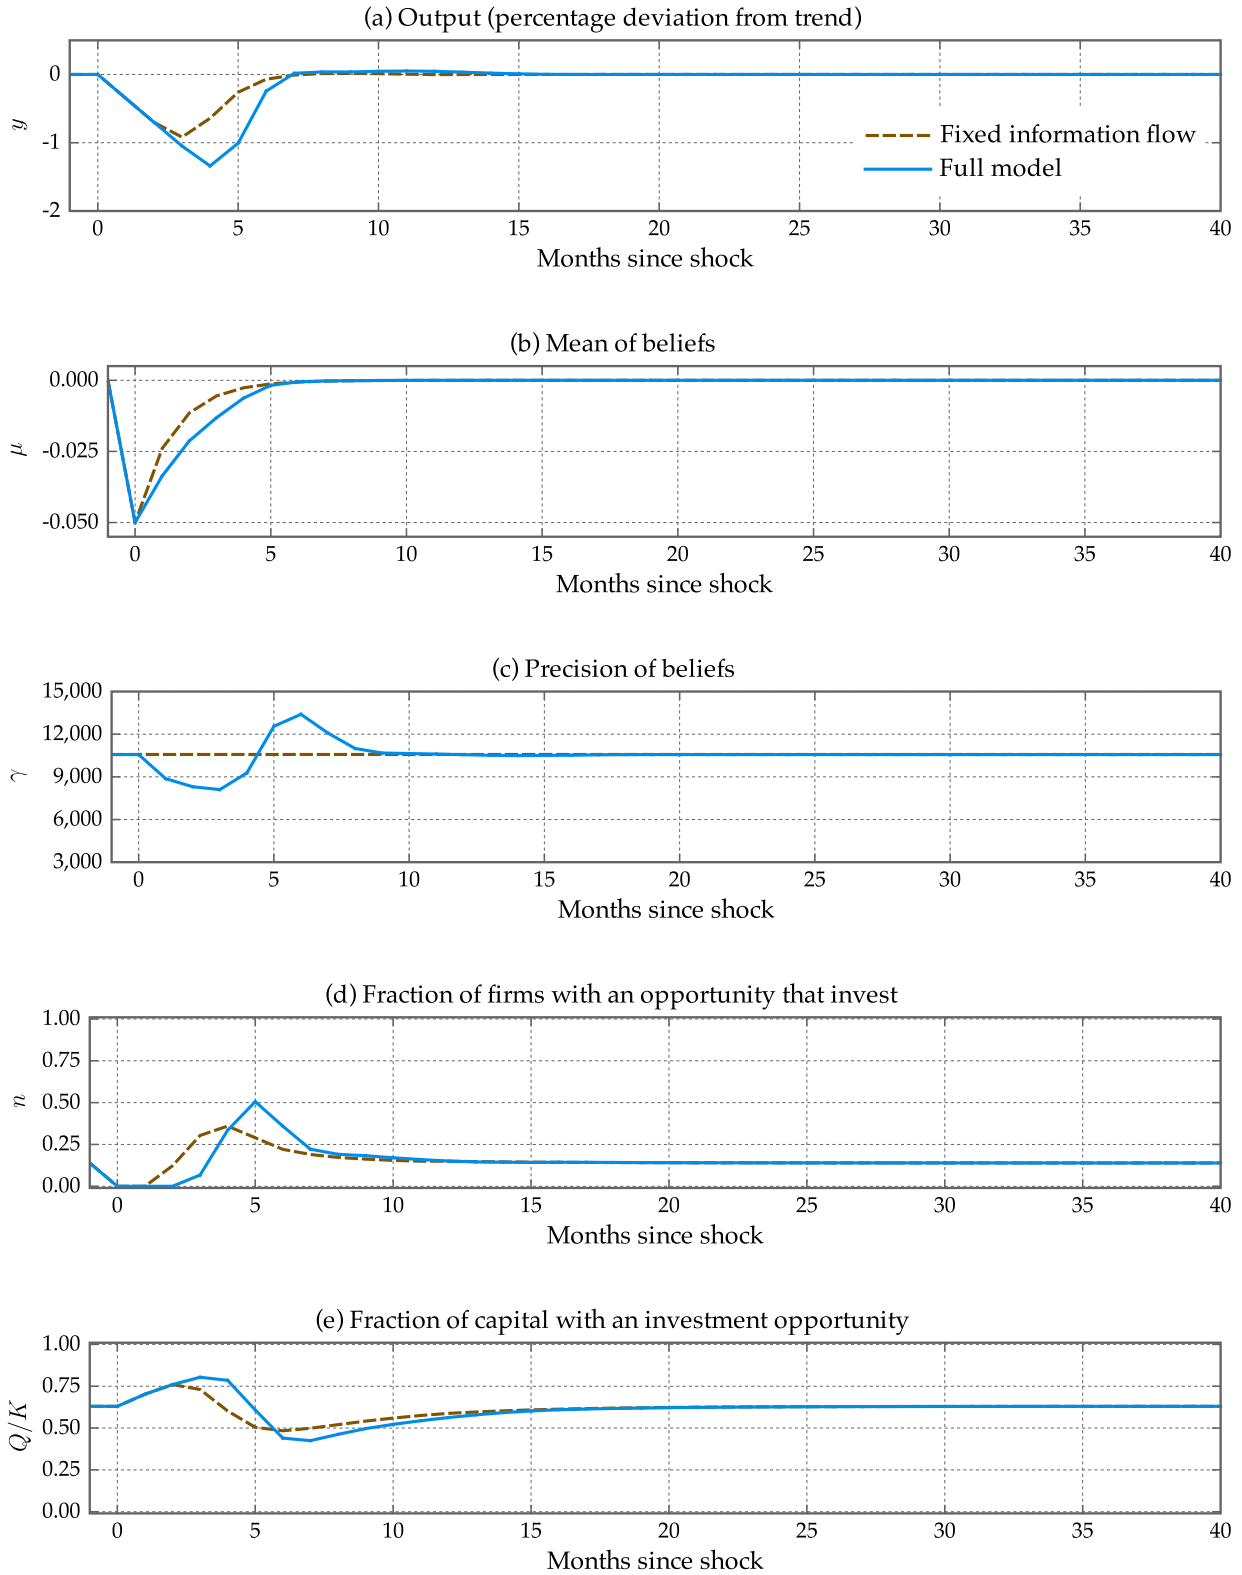 (a) Output (percentage deviation from trend)
0
-1
-2
y
Fixed information flow
Full model
0 5 10 15 20 25 30 35 40
Months since shock
(b) Mean of beliefs
0.000
-0.025
-0.050
μ
0 5 10 15 20 25 30 35 40
Months since shock
(c) Precision of beliefs
15,000
12,000
9,000
6,000
3,000
γ
0 5 10 15 20 25 30 35 40
Months since shock
(d) Fraction of firms with an opportunity that invest
1.00
0.75
0.50
0.25
0.00
n
0 5 10 15 20 25 30 35 40
Months since shock
(e) Fraction of capital with an investment opportunity
1.00
0.75
0.50
0.25
0.00
Q/K
0 5 10 15 20 25 30 35 40
Months since shock